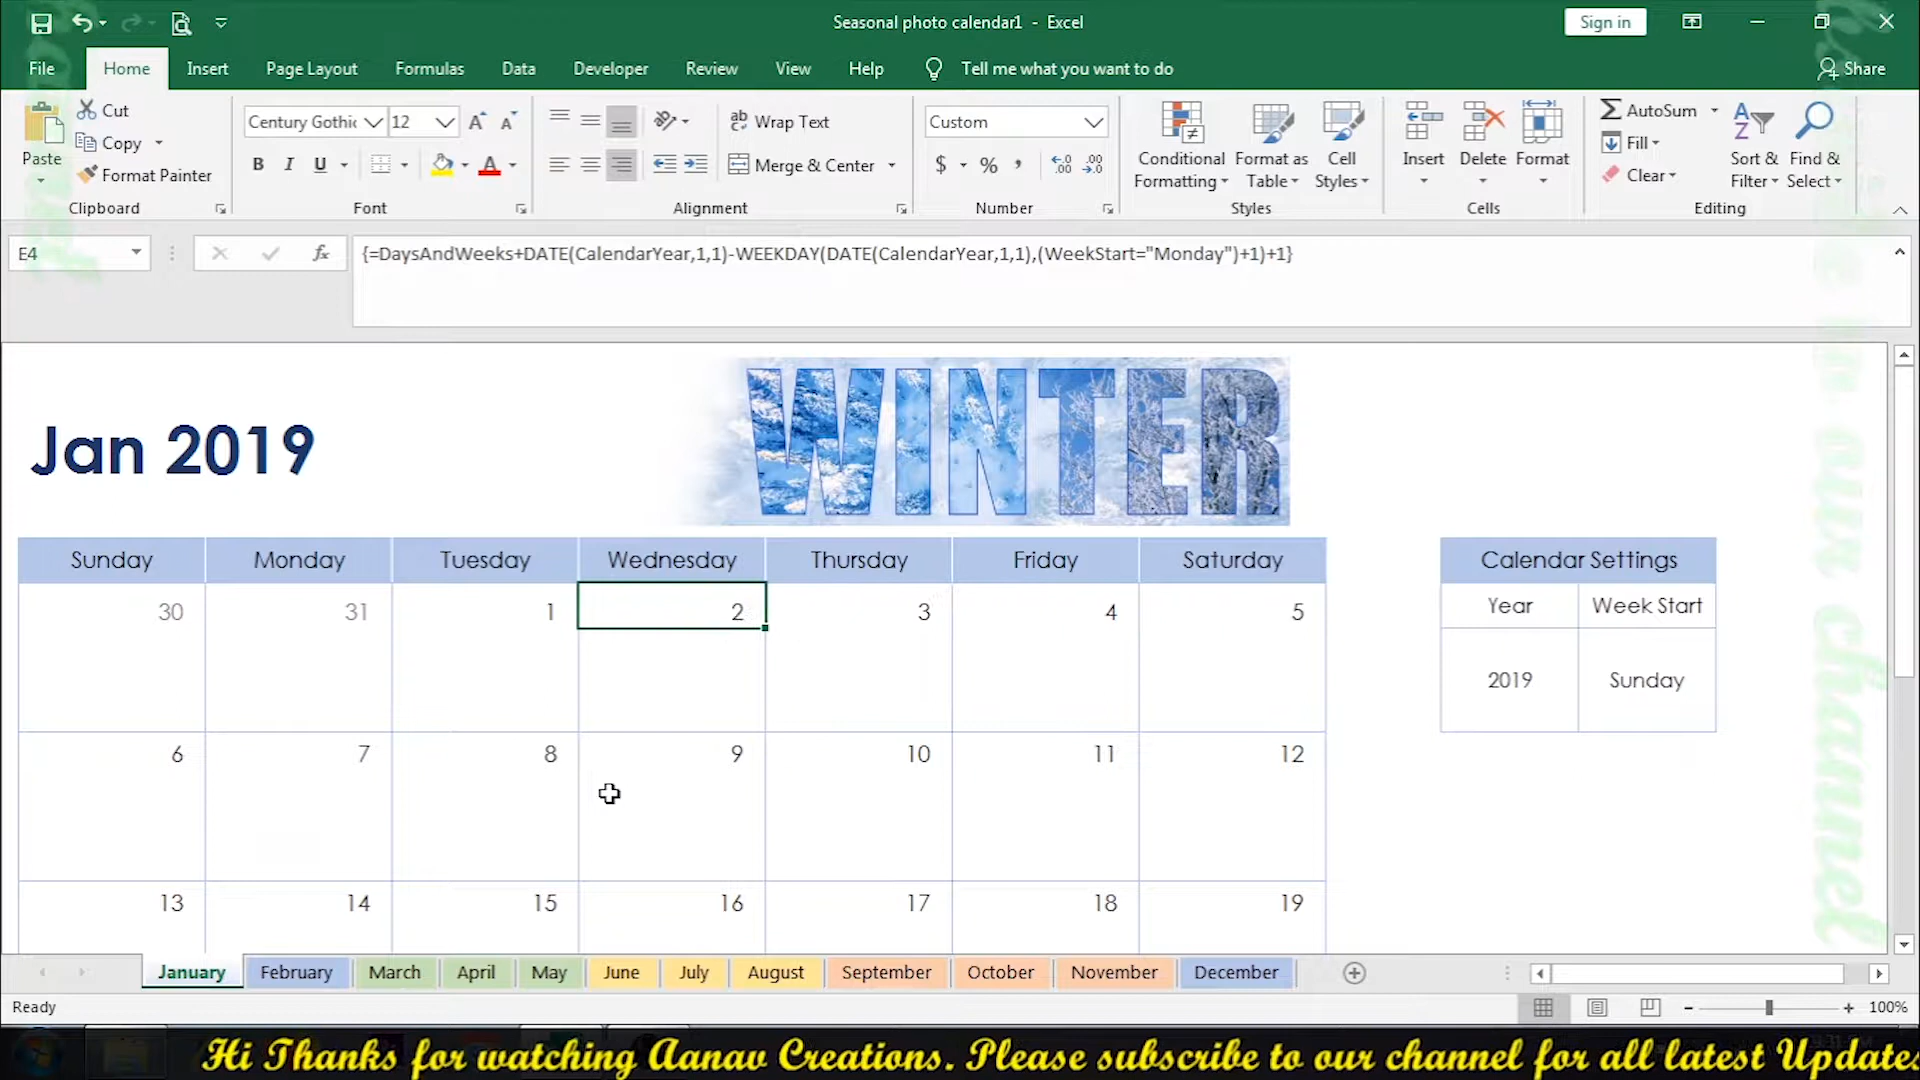 Seasonal photo calendar1 - Excel
Sign in
File Home Insert Page Layout Formulas Data Developer Review View Help Tell me what you want to do Share
Paste
Cut
Copy
Format Painter
Clipboard
Century Gothic 12
B I U A
Font
Wrap Text
Merge & Center
Alignment
Custom
$ % ,
Number
Conditional Formatting
Format as Table
Cell Styles
Styles
Insert
Delete
Format
Cells
AutoSum
Fill
Clear
Sort & Filter
Find & Select
Editing
E4
fx
{=DaysAndWeeks+DATE(CalendarYear,1,1)-WEEKDAY(DATE(CalendarYear,1,1),(WeekStart="Monday")+1)+1}
Jan 2019
WINTER
Sunday Monday Tuesday Wednesday Thursday Friday Saturday
30 31 1 2 3 4 5
6 7 8 9 10 11 12
13 14 15 16 17 18 19
Calendar Settings
Year Week Start
2019 Sunday
January February March April May June July August September October November December
Ready
100%
Hi Thanks for watching Aanav Creations. Please subscribe to our channel for all latest Updates
our channel